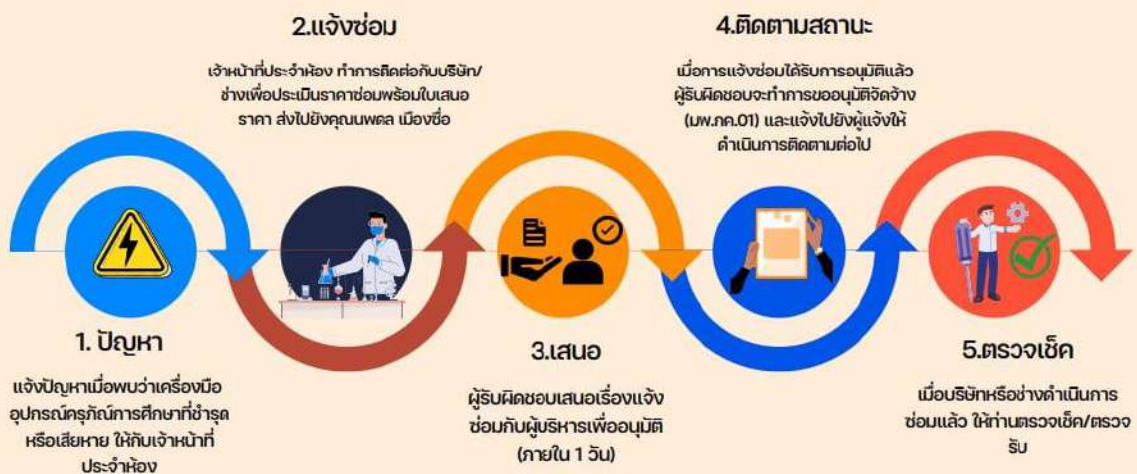 1. ปัญหา
แจ้งปัญหาเมื่อพบว่าเครื่องมือ
อุปกรณ์ครุภัณ์การศึกษาที่ชำรุด
หรือเสียหาย ให้กับเจ้าหน้าที่
ประจำห้อง
2.แจ้งซ่อม
เจ้าหน้าที่ประจำห้อง ทำการติดต่อกับบริษัท/
ช่างเพื่อประเมินราคาซ่อมพร้อมใบเสนอ
ราคา ส่งไปยังคุณนพดล เมืองซื่อ
3.เสนอ
ผู้รับผิดชอบเสนอเรื่องแจ้ง
ซ่อมกับผู้บริหารเพื่ออนุมัติ
(ภายใน 1 วัน)
4.ติดตามสถานะ
เมื่อการแจ้งซ่อมได้รับการอนุมัติแล้ว
ผู้รับผิดชอบจะทำการขออนุมัติจัดจ้าง
(มพ.กค.01) และแจ้งไปยังผู้แจ้งให้
ดำเนินการติดตามต่อไป
5.ตรวจเช็ค
เมื่อบริษัทหรือช่างดำเนินการ
ซ่อมแล้ว ให้ท่านตรวจเช็ค/ตรวจ
รับ